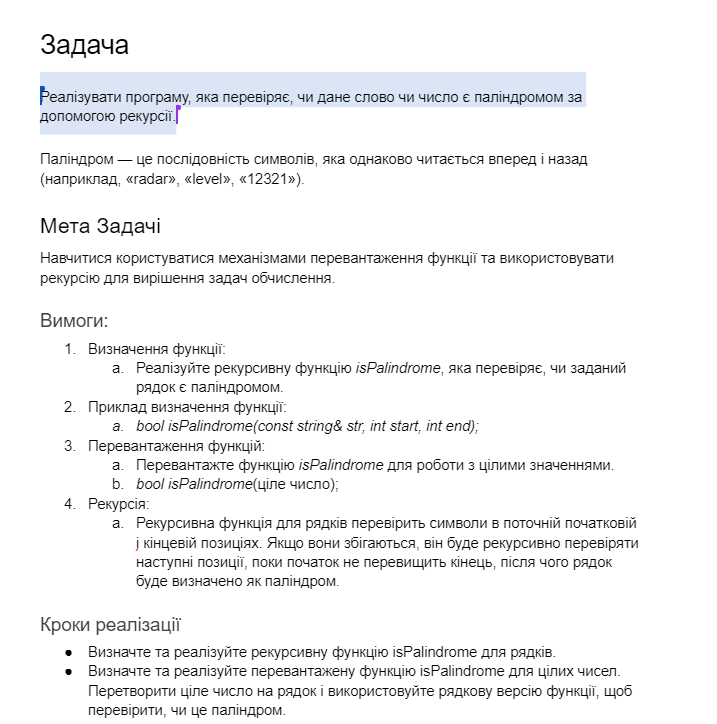 Задача
Реалізувати програму, яка перевіряє, чи дане слово чи число є паліндромом за
допомогою рекурсії.
Паліндром — це послідовність символів, яка однаково читається вперед і назад
(наприклад, «radar», «level», «12321»).
Мета Задачі
Навчитися користуватися механізмами перевантаження функції та використовувати
рекурсію для вирішення задач обчислення.
Вимоги:
1. Визначення функції:
a. Реалізуйте рекурсивну функцію isPalindrome, яка перевіряє, чи заданий
рядок є паліндромом.
2. Приклад визначення функції:
a. bool isPalindrome(const string& str, int start, int end);
3. Перевантаження функцій:
a. Перевантажте функцію isPalindrome для роботи з цілими значеннями.
b. bool isPalindrome(ціле число);
4. Рекурсія:
a. Рекурсивна функція для рядків перевірить символи в поточній початковій
і кінцевій позиціях. Якщо вони збігаються, він буде рекурсивно перевіряти
наступні позиції, поки початок не перевищить кінець, після чого рядок
буде визначено як паліндром.
Кроки реалізації
● Визначте та реалізуйте рекурсивну функцію isPalindrome для рядків.
● Визначте та реалізуйте перевантажену функцію isPalindrome для цілих чисел.
Перетворити ціле число на рядок і використовуйте рядкову версію функції, щоб
перевірити, чи це паліндром.